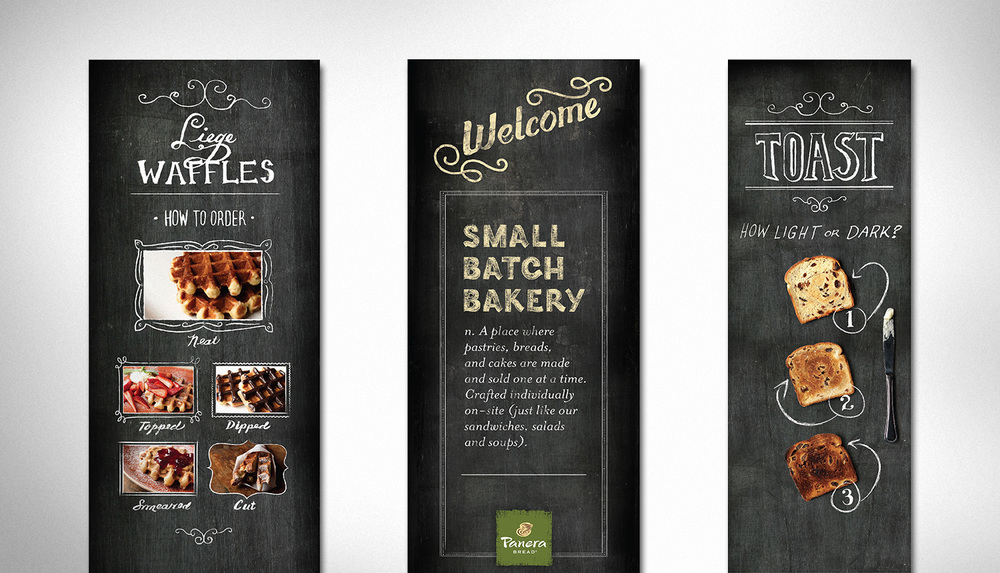 Liege
WAFFLES
• HOW TO ORDER •
Neat
Topped
Dipped
Smeared
Cut
Welcome
SMALL
BATCH
BAKERY
n. A place where
pastries, breads,
and cakes are made
and sold one at a time.
Crafted individually
on-site (just like our
sandwiches, salads
and soups).
Panera
BREAD®
TOAST
HOW LIGHT or DARK?
1
2
3